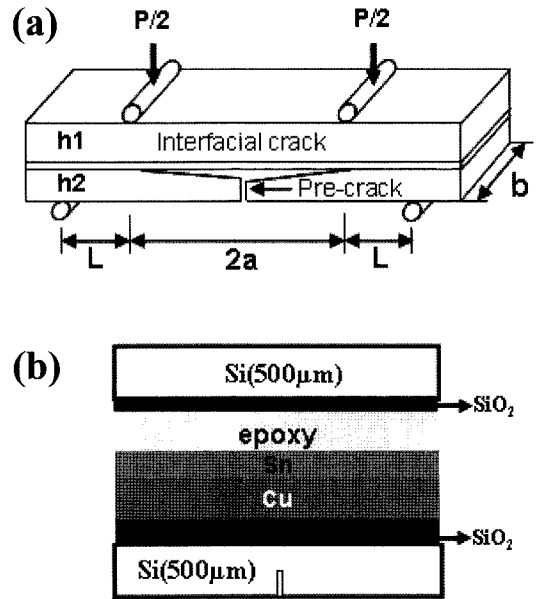 (a)
P/2 P/2
h1 Interfacial crack
h2 Pre-crack
b
L 2a L
(b)
Si(500μm)
SiO2
epoxy
Sn
Cu
SiO2
Si(500μm)